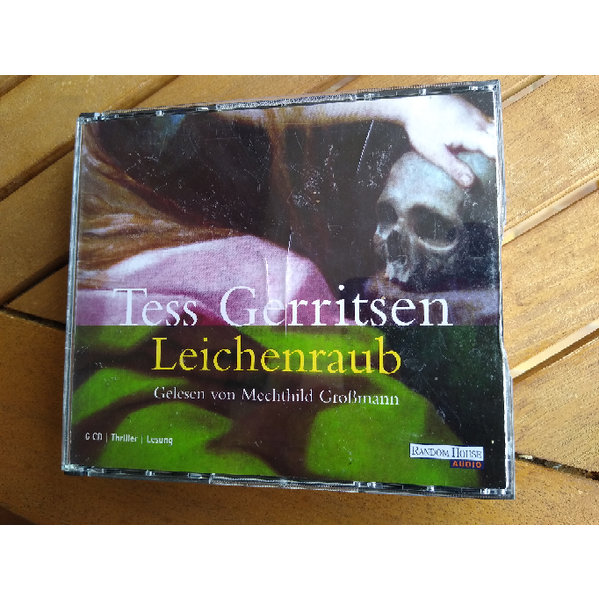 Tess Gerritsen
Leichenraub
Gelesen von Mechthild Großmann
6 CD | Thriller | Lesung
RANDOM HOUSE
AUDIO